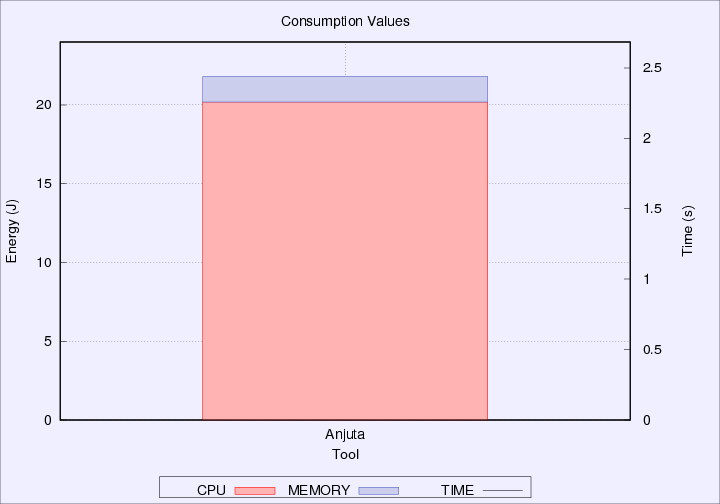 Consumption Values
Energy (J)
20
15
10
5
0
2.5
2
1.5
1
0.5
0
Time (s)
Anjuta
Tool
CPU MEMORY TIME